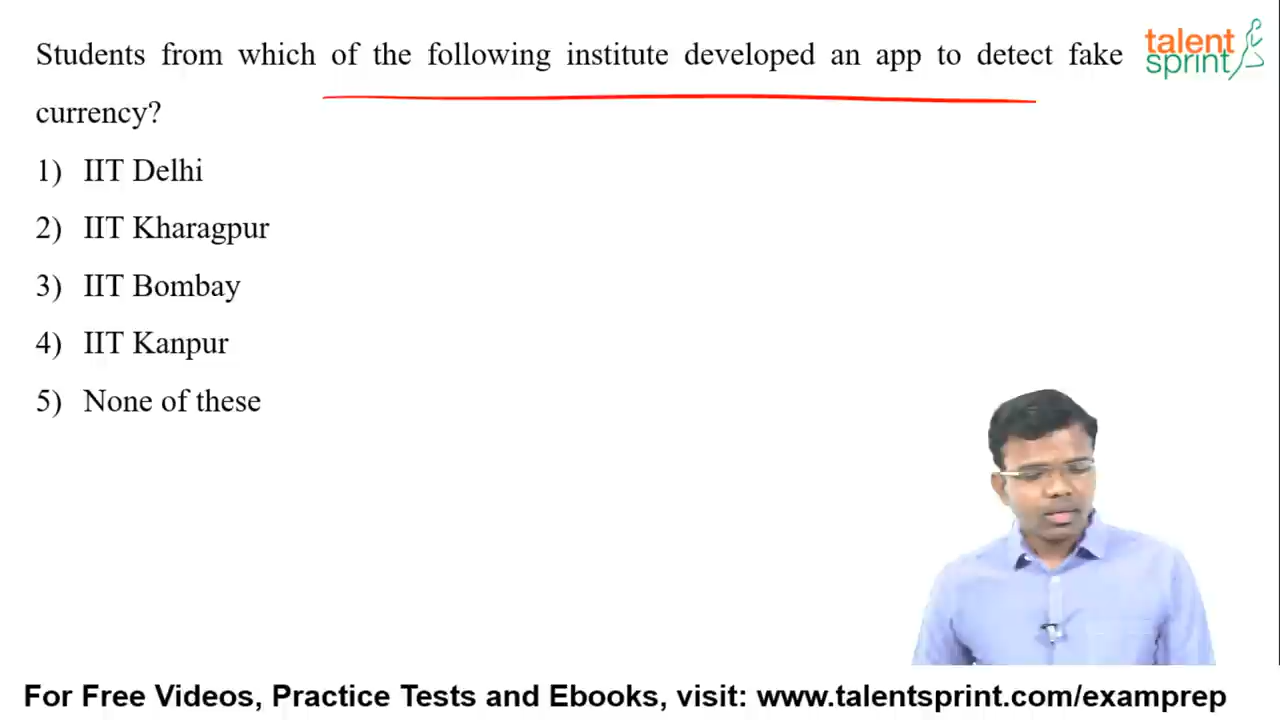 Students from which of the following institute developed an app to detect fake
currency?
1) IIT Delhi
2) IIT Kharagpur
3) IIT Bombay
4) IIT Kanpur
5) None of these
talent
sprint
For Free Videos, Practice Tests and Ebooks, visit: www.talentsprint.com/examprep